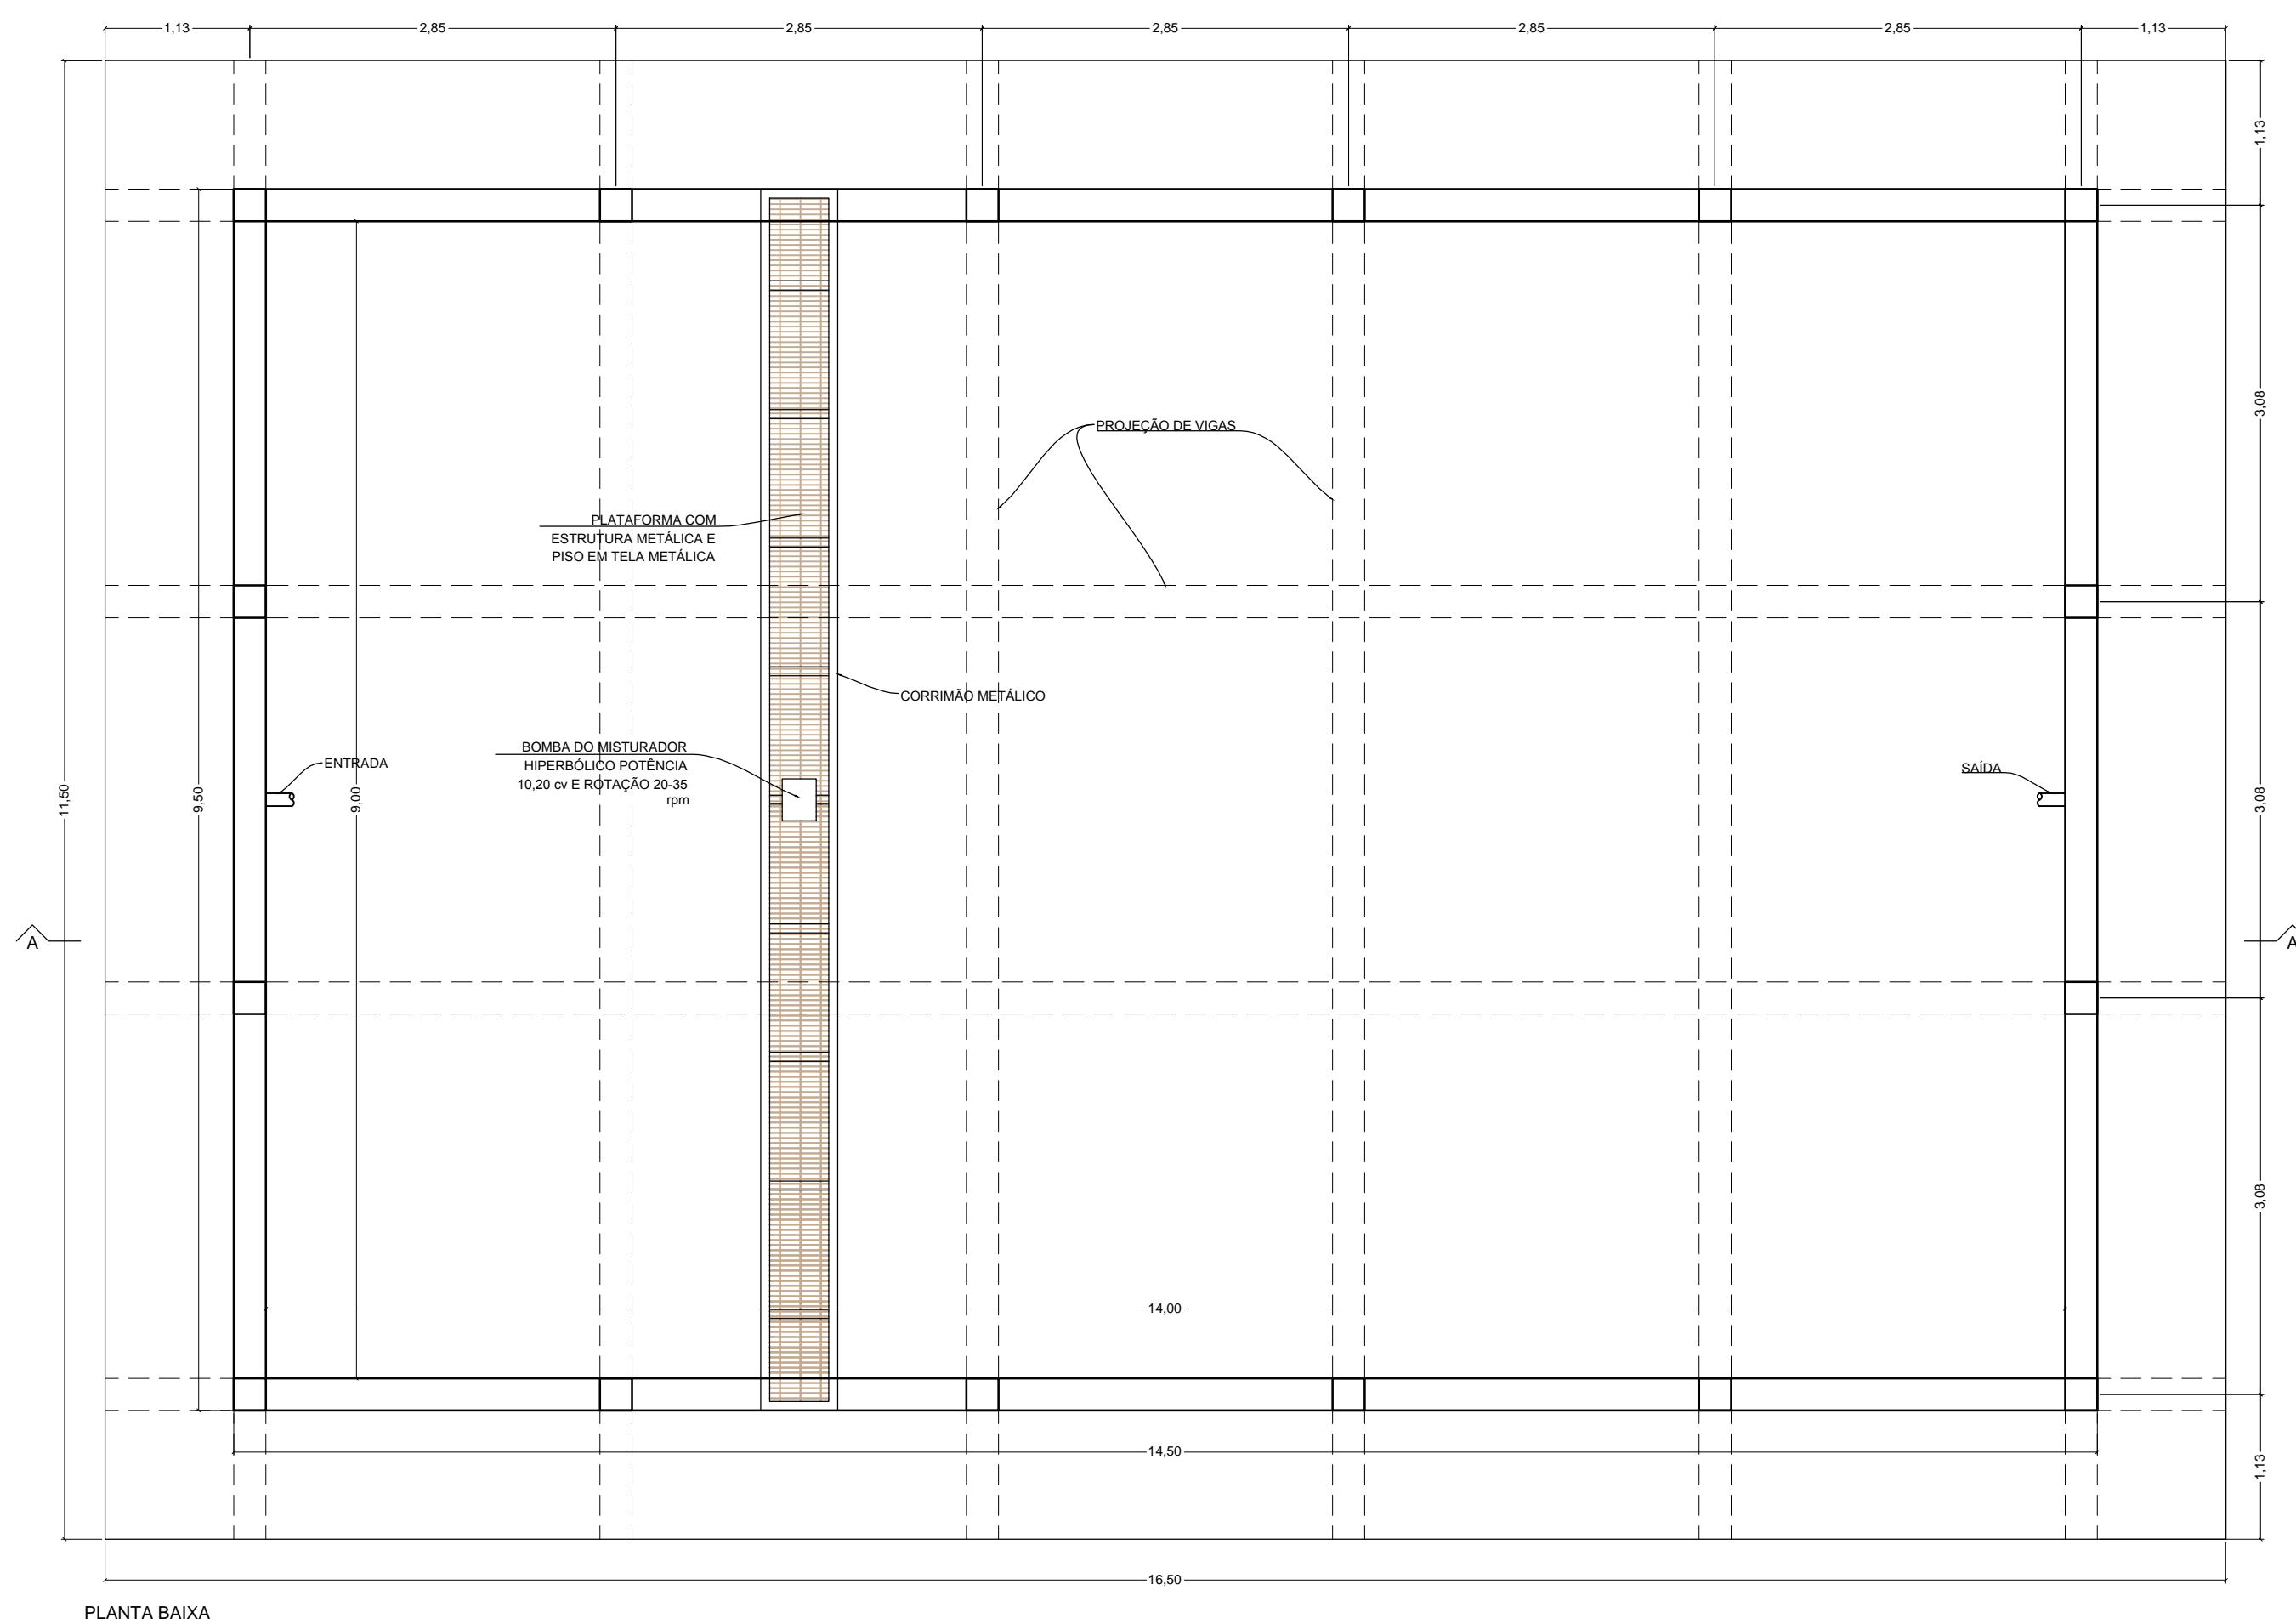 1,13
2,85
2,85
2,85
2,85
2,85
1,13
1,13
3,08
PROJEÇÃO DE VIGAS
PLATAFORMA COM
ESTRUTURA METÁLICA E
PISO EM TELA METÁLICA
CORRIMÃO METÁLICO
BOMBA DO MISTURADOR
HIPERBÓLICO POTÊNCIA
10,20 cv E ROTAÇÃO 20-35
rpm
ENTRADA
SAÍDA
11,50
9,50
9,00
3,08
A
A
3,08
14,00
14,50
1,13
16,50
PLANTA BAIXA